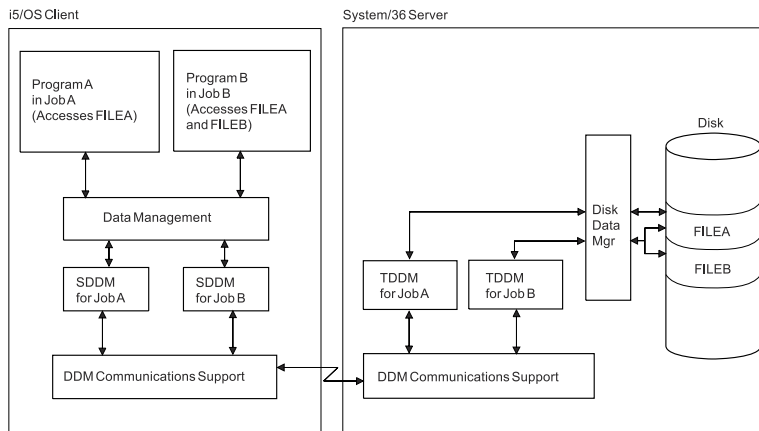 i5/OS Client
System/36 Server
Program A
in Job A
(Accesses FILEA)
Program B
in Job B
(Accesses FILEA
and FILEB)
Data Management
SDDM
for Job A
SDDM
for Job B
DDM Communications Support
TDDM
for Job A
TDDM
for Job B
DDM Communications Support
Disk
Data
Mgr
Disk
FILEA
FILEB